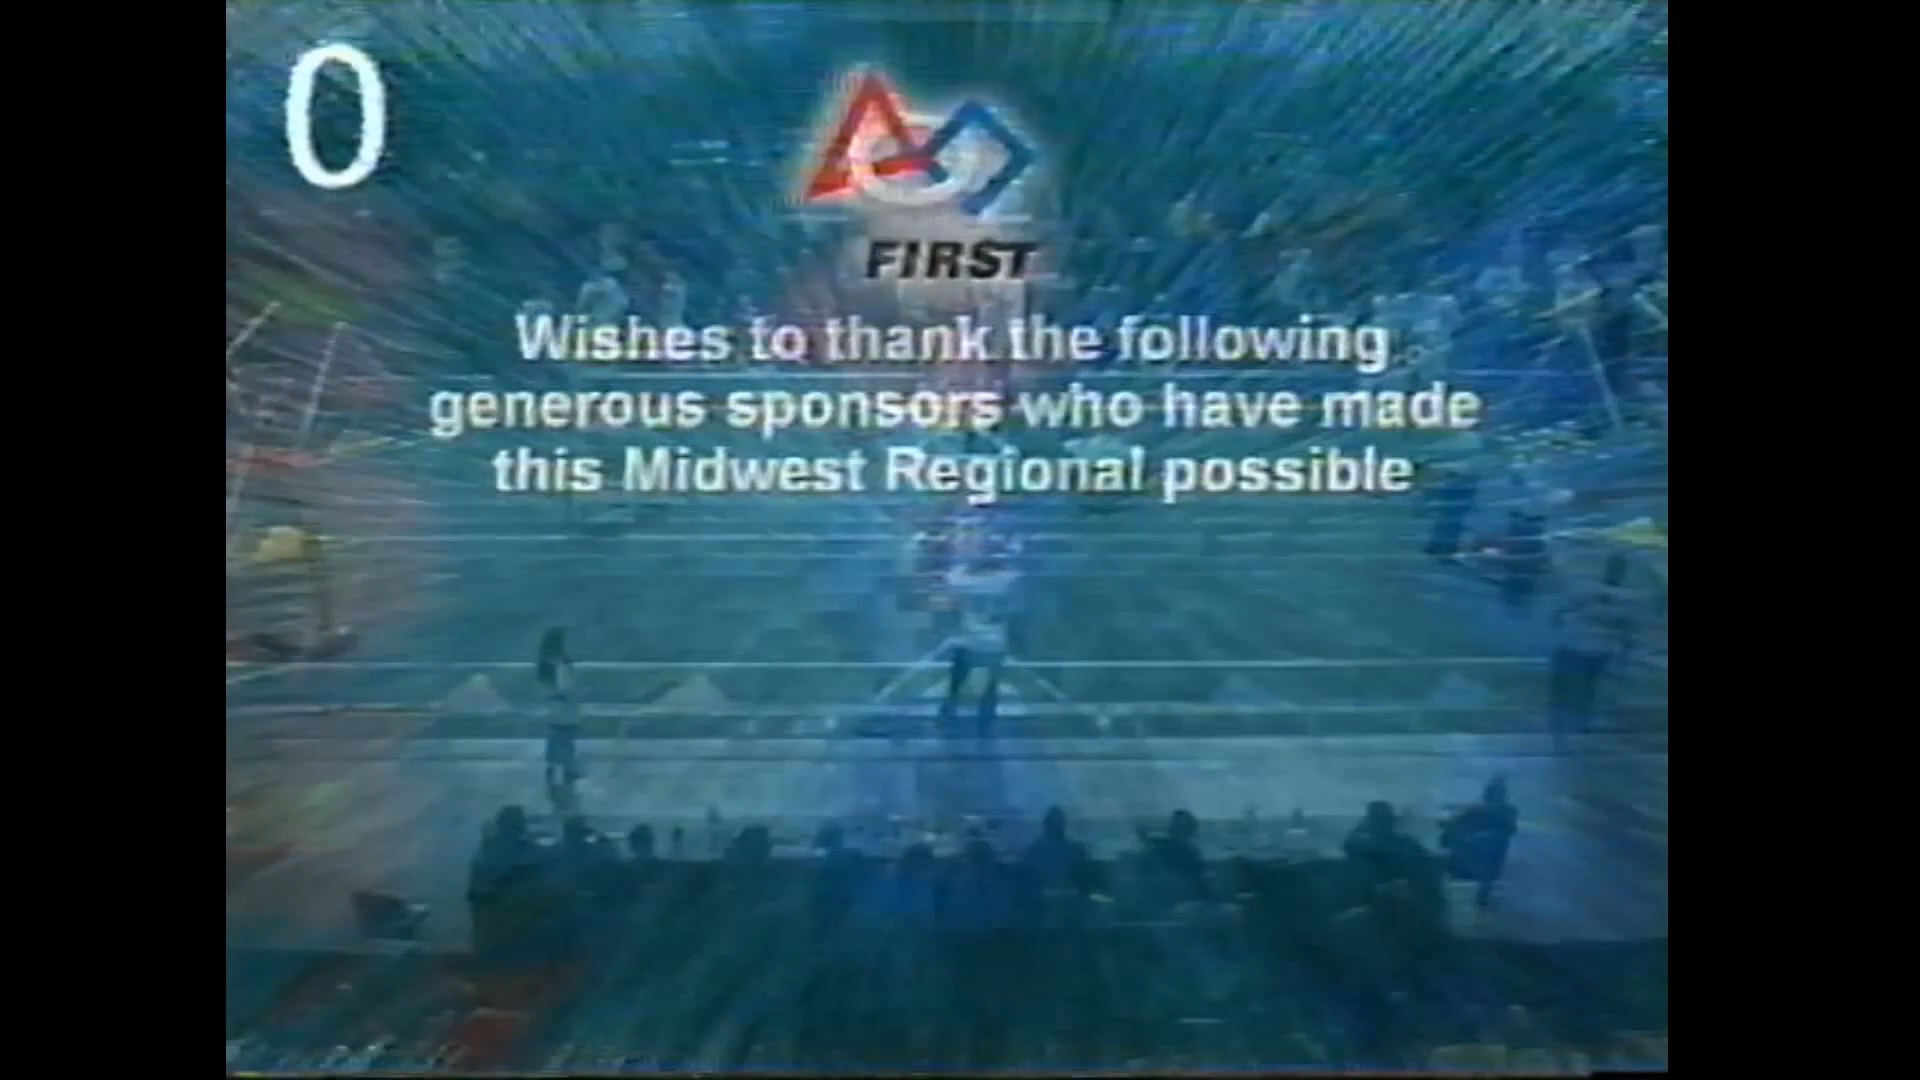 0
FIRST
Wishes to thank the following
generous sponsors who have made
this Midwest Regional possible